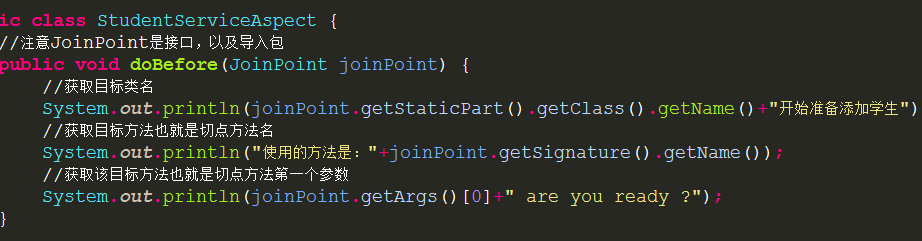 ic class StudentServiceAspect {
//注意JoinPoint是接口，以及导入包
public void doBefore(JoinPoint joinPoint) {
//获取目标类名
System.out.println(joinPoint.getStaticPart().getClass().getName()+"开始准备添加学生")
//获取目标方法也就是切点方法名
System.out.println("使用的方法是："+joinPoint.getSignature().getName());
//获取该目标方法也就是切点方法第一个参数
System.out.println(joinPoint.getArgs()[0]+" are you ready ?");
}